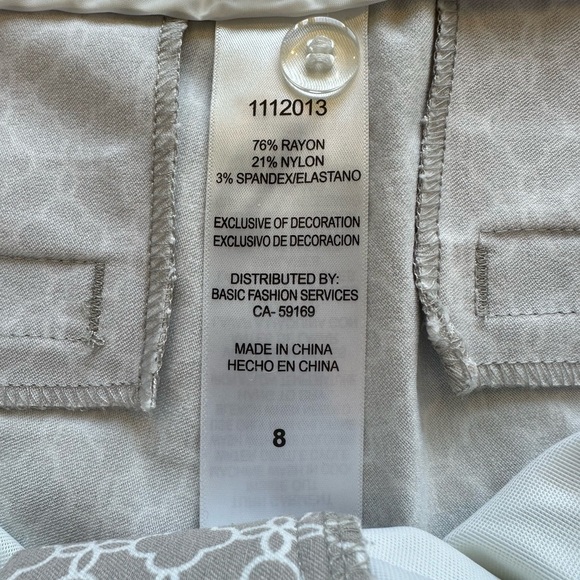 1112013
76% RAYON
21% NYLON
3% SPANDEX/ELASTANO
EXCLUSIVE OF DECORATION
EXCLUSIVO DE DECORACION
DISTRIBUTED BY:
BASIC FASHION SERVICES
CA- 59169
MADE IN CHINA
HECHO EN CHINA
8